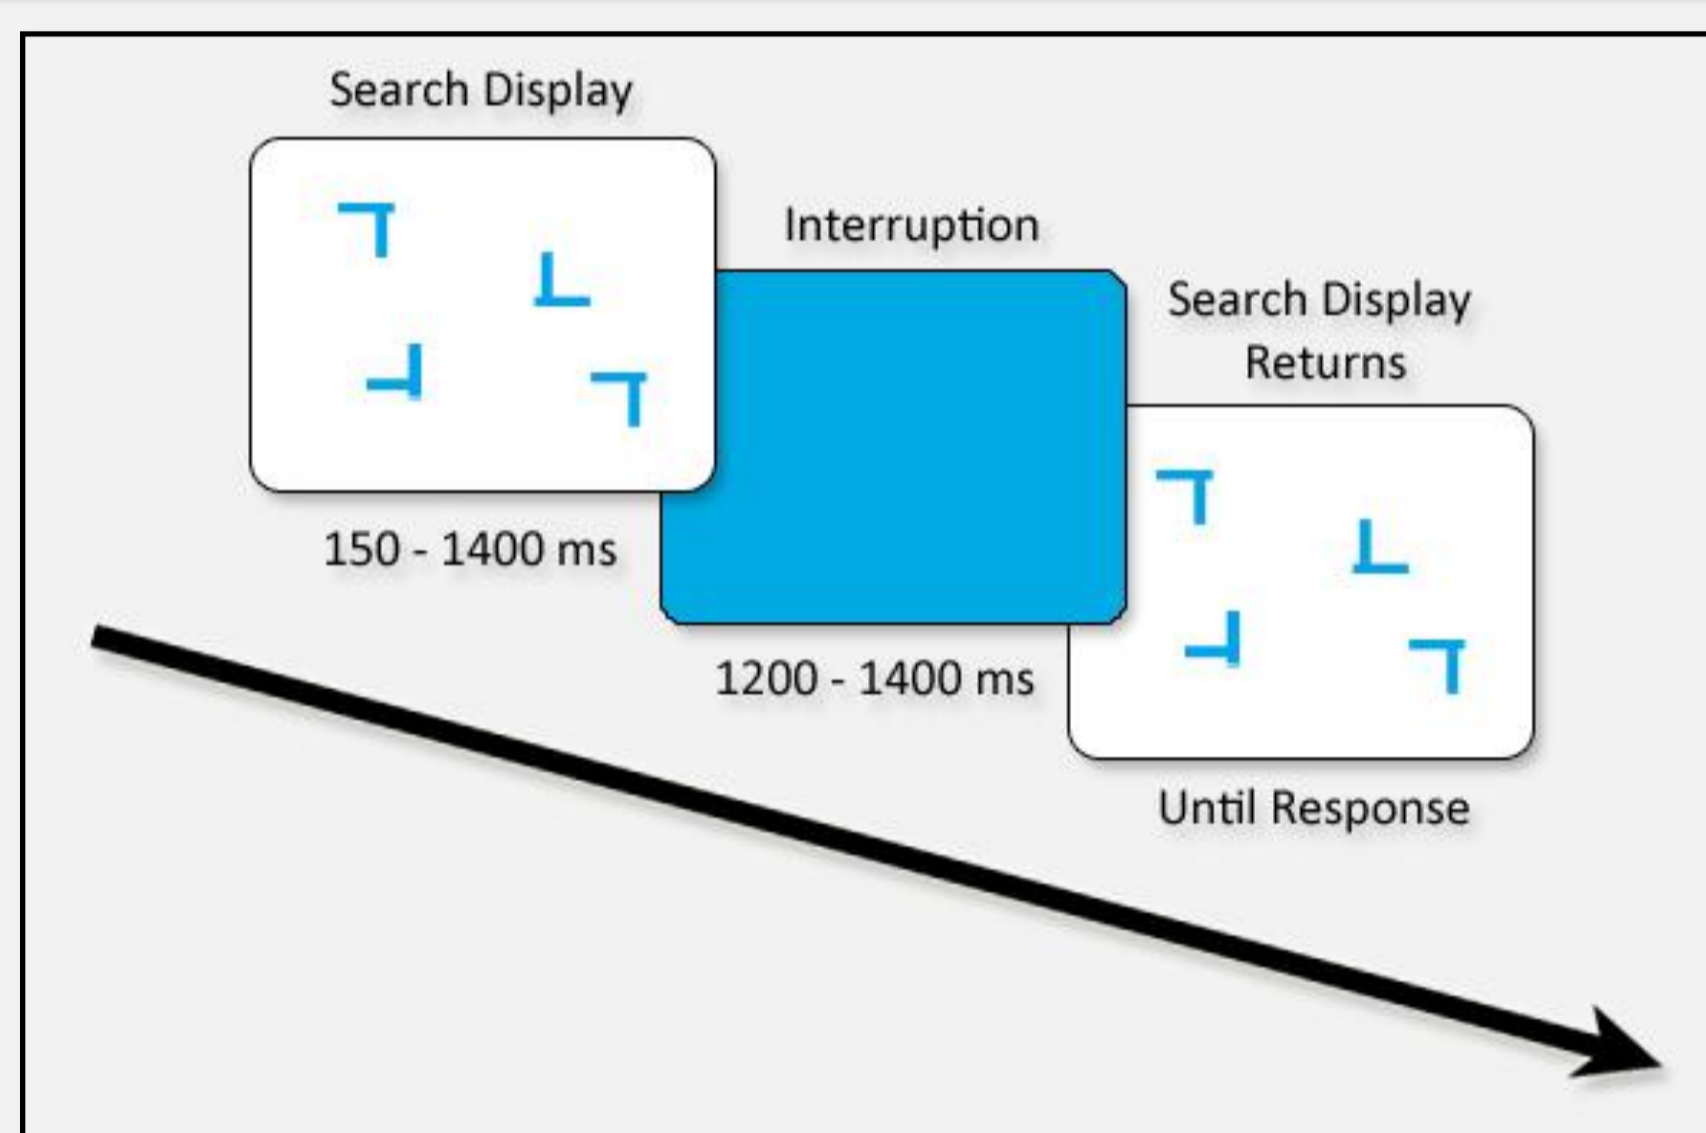 Search Display
150 - 1400 ms
Interruption
1200 - 1400 ms
Search Display
Returns
Until Response